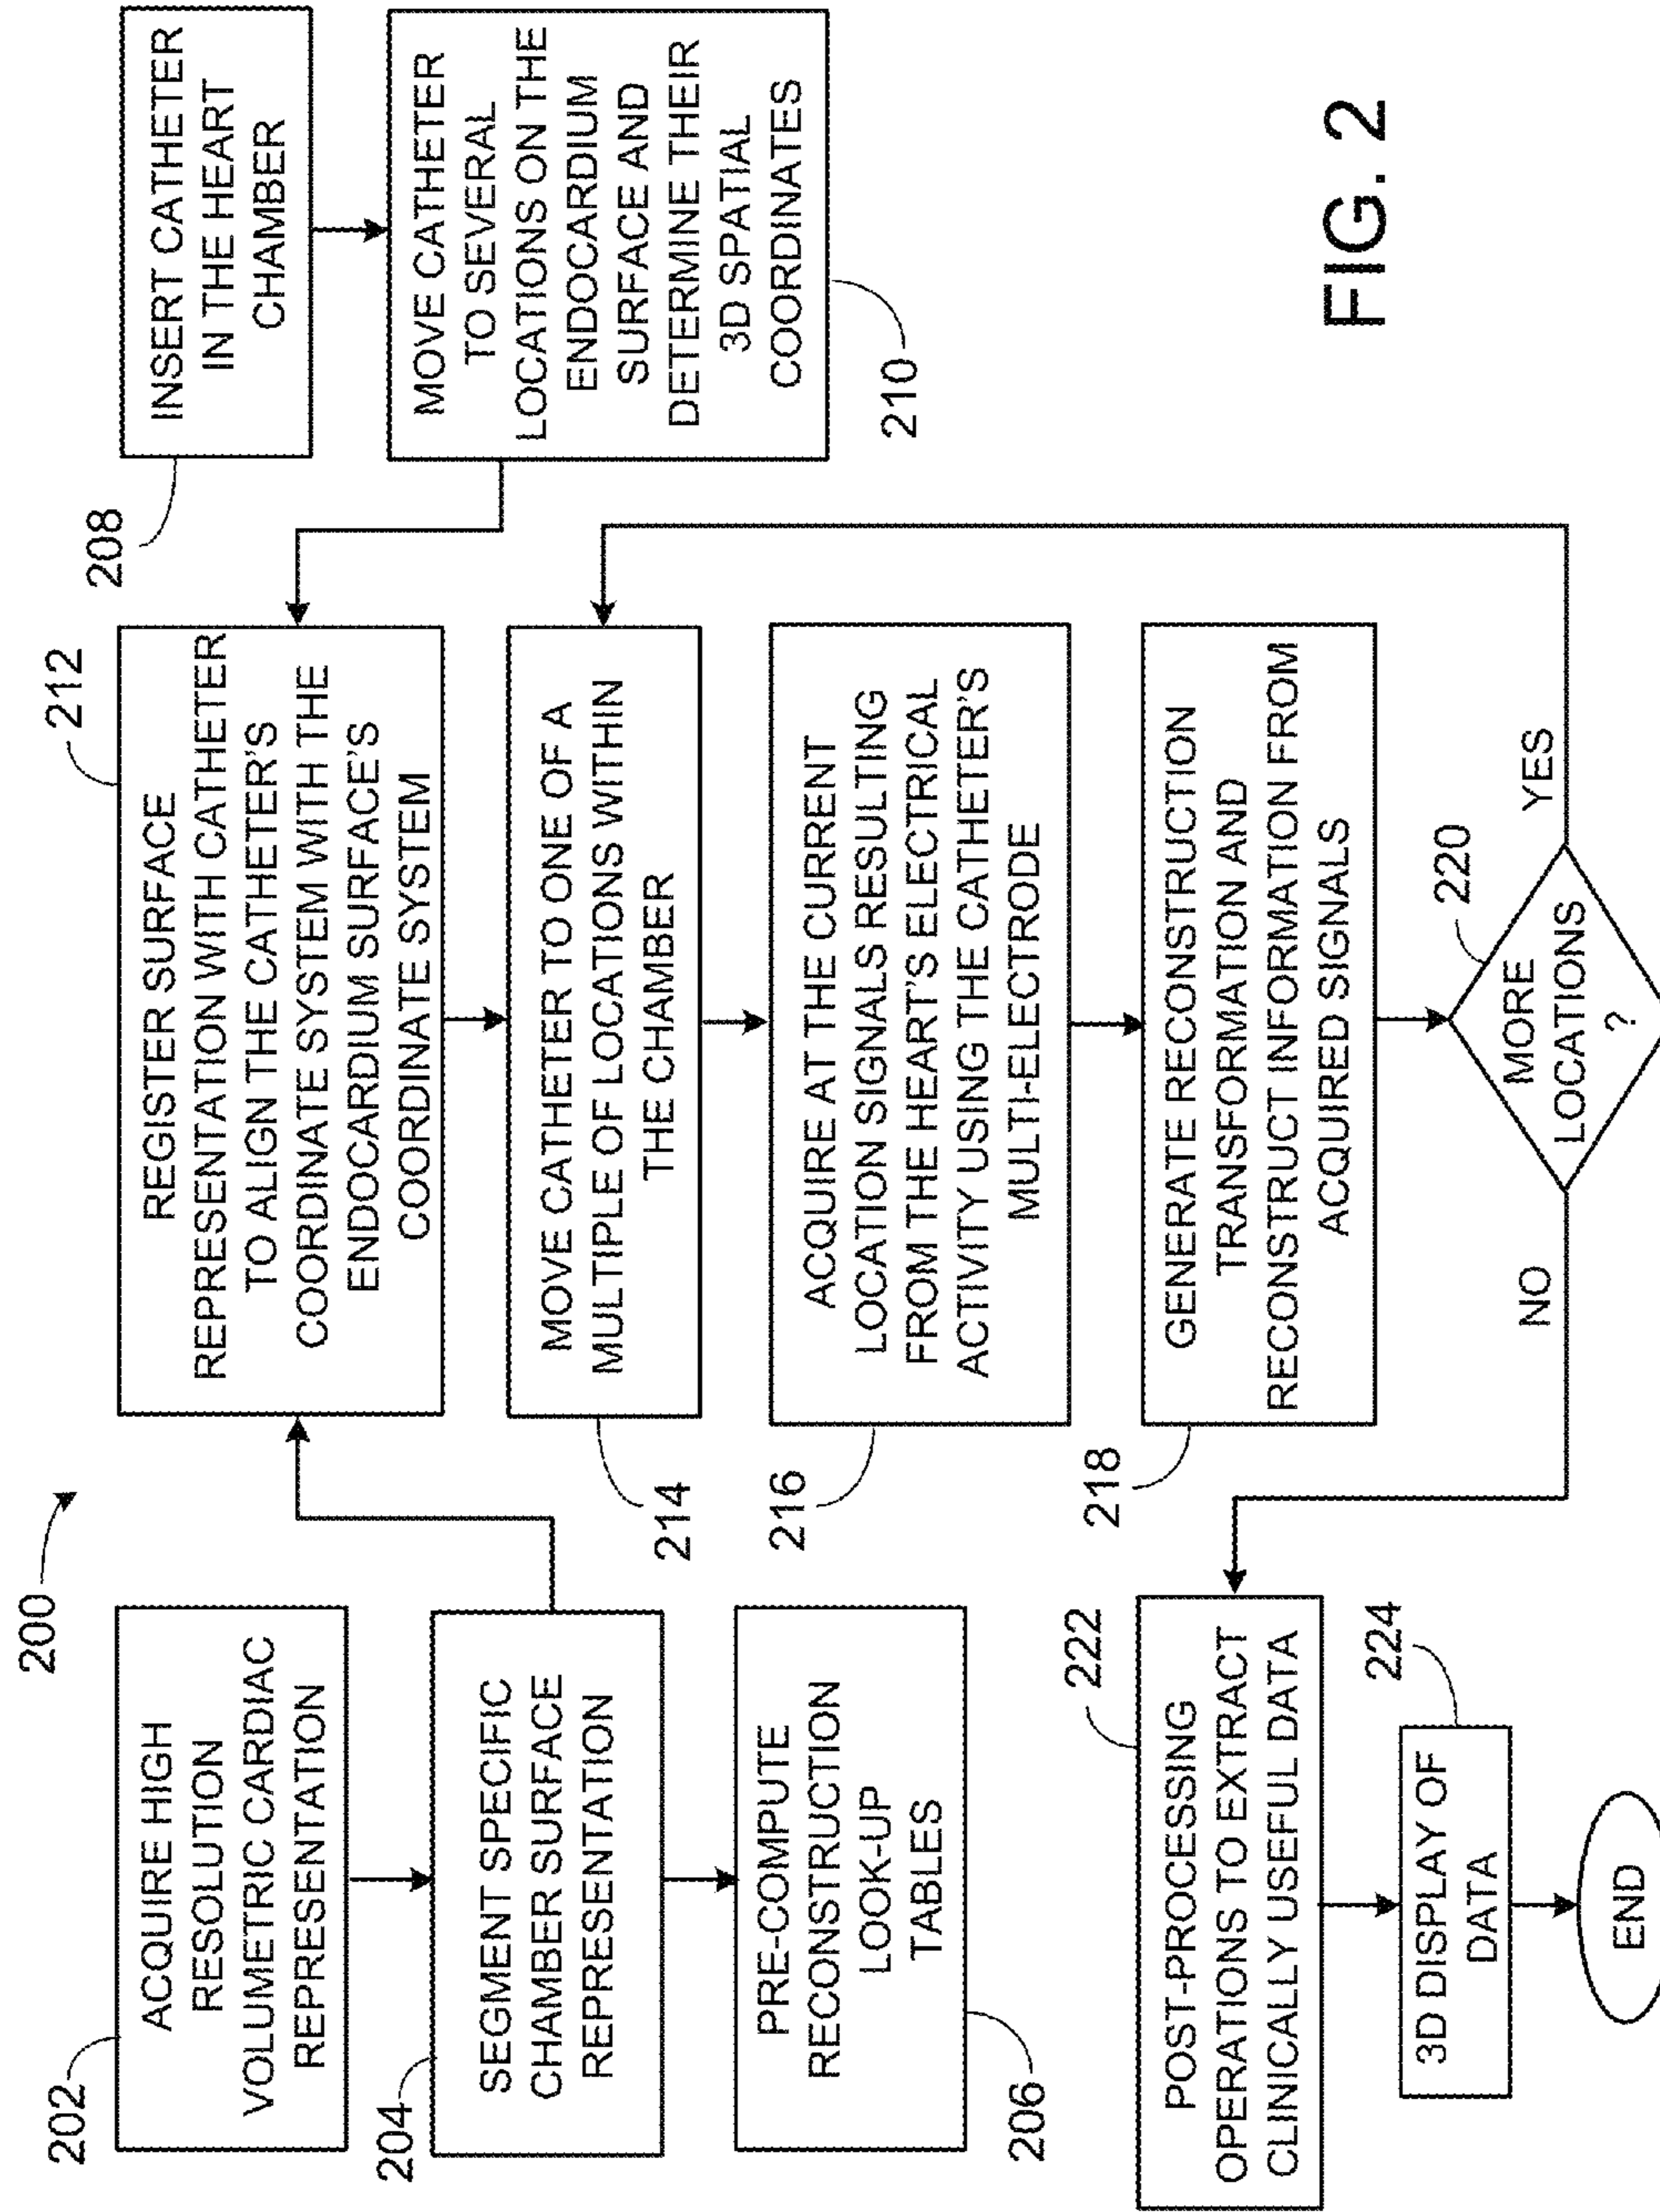 200
202
ACQUIRE HIGH
RESOLUTION
VOLUMETRIC CARDIAC
REPRESENTATION
204
SEGMENT SPECIFIC
CHAMBER SURFACE
REPRESENTATION
206
PRE-COMPUTE
RECONSTRUCTION
LOOK-UP
TABLES
208
INSERT CATHETER
IN THE HEART
CHAMBER
210
MOVE CATHETER
TO SEVERAL
LOCATIONS ON THE
ENDOCARDIUM
SURFACE AND
DETERMINE THEIR
3D SPATIAL
COORDINATES
212
REGISTER SURFACE
REPRESENTATION WITH CATHETER
TO ALIGN THE CATHETER'S
COORDINATE SYSTEM WITH THE
ENDOCARDIUM SURFACE'S
COORDINATE SYSTEM
214
MOVE CATHETER TO ONE OF A
MULTIPLE OF LOCATIONS WITHIN
THE CHAMBER
216
ACQUIRE AT THE CURRENT
LOCATION SIGNALS RESULTING
FROM THE HEART'S ELECTRICAL
ACTIVITY USING THE CATHETER'S
MULTI-ELECTRODE
218
GENERATE RECONSTRUCTION
TRANSFORMATION AND
RECONSTRUCT INFORMATION FROM
ACQUIRED SIGNALS
220
MORE
LOCATIONS
?
NO
YES
222
POST-PROCESSING
OPERATIONS TO EXTRACT
CLINICALLY USEFUL DATA
224
3D DISPLAY OF
DATA
END
FIG. 2